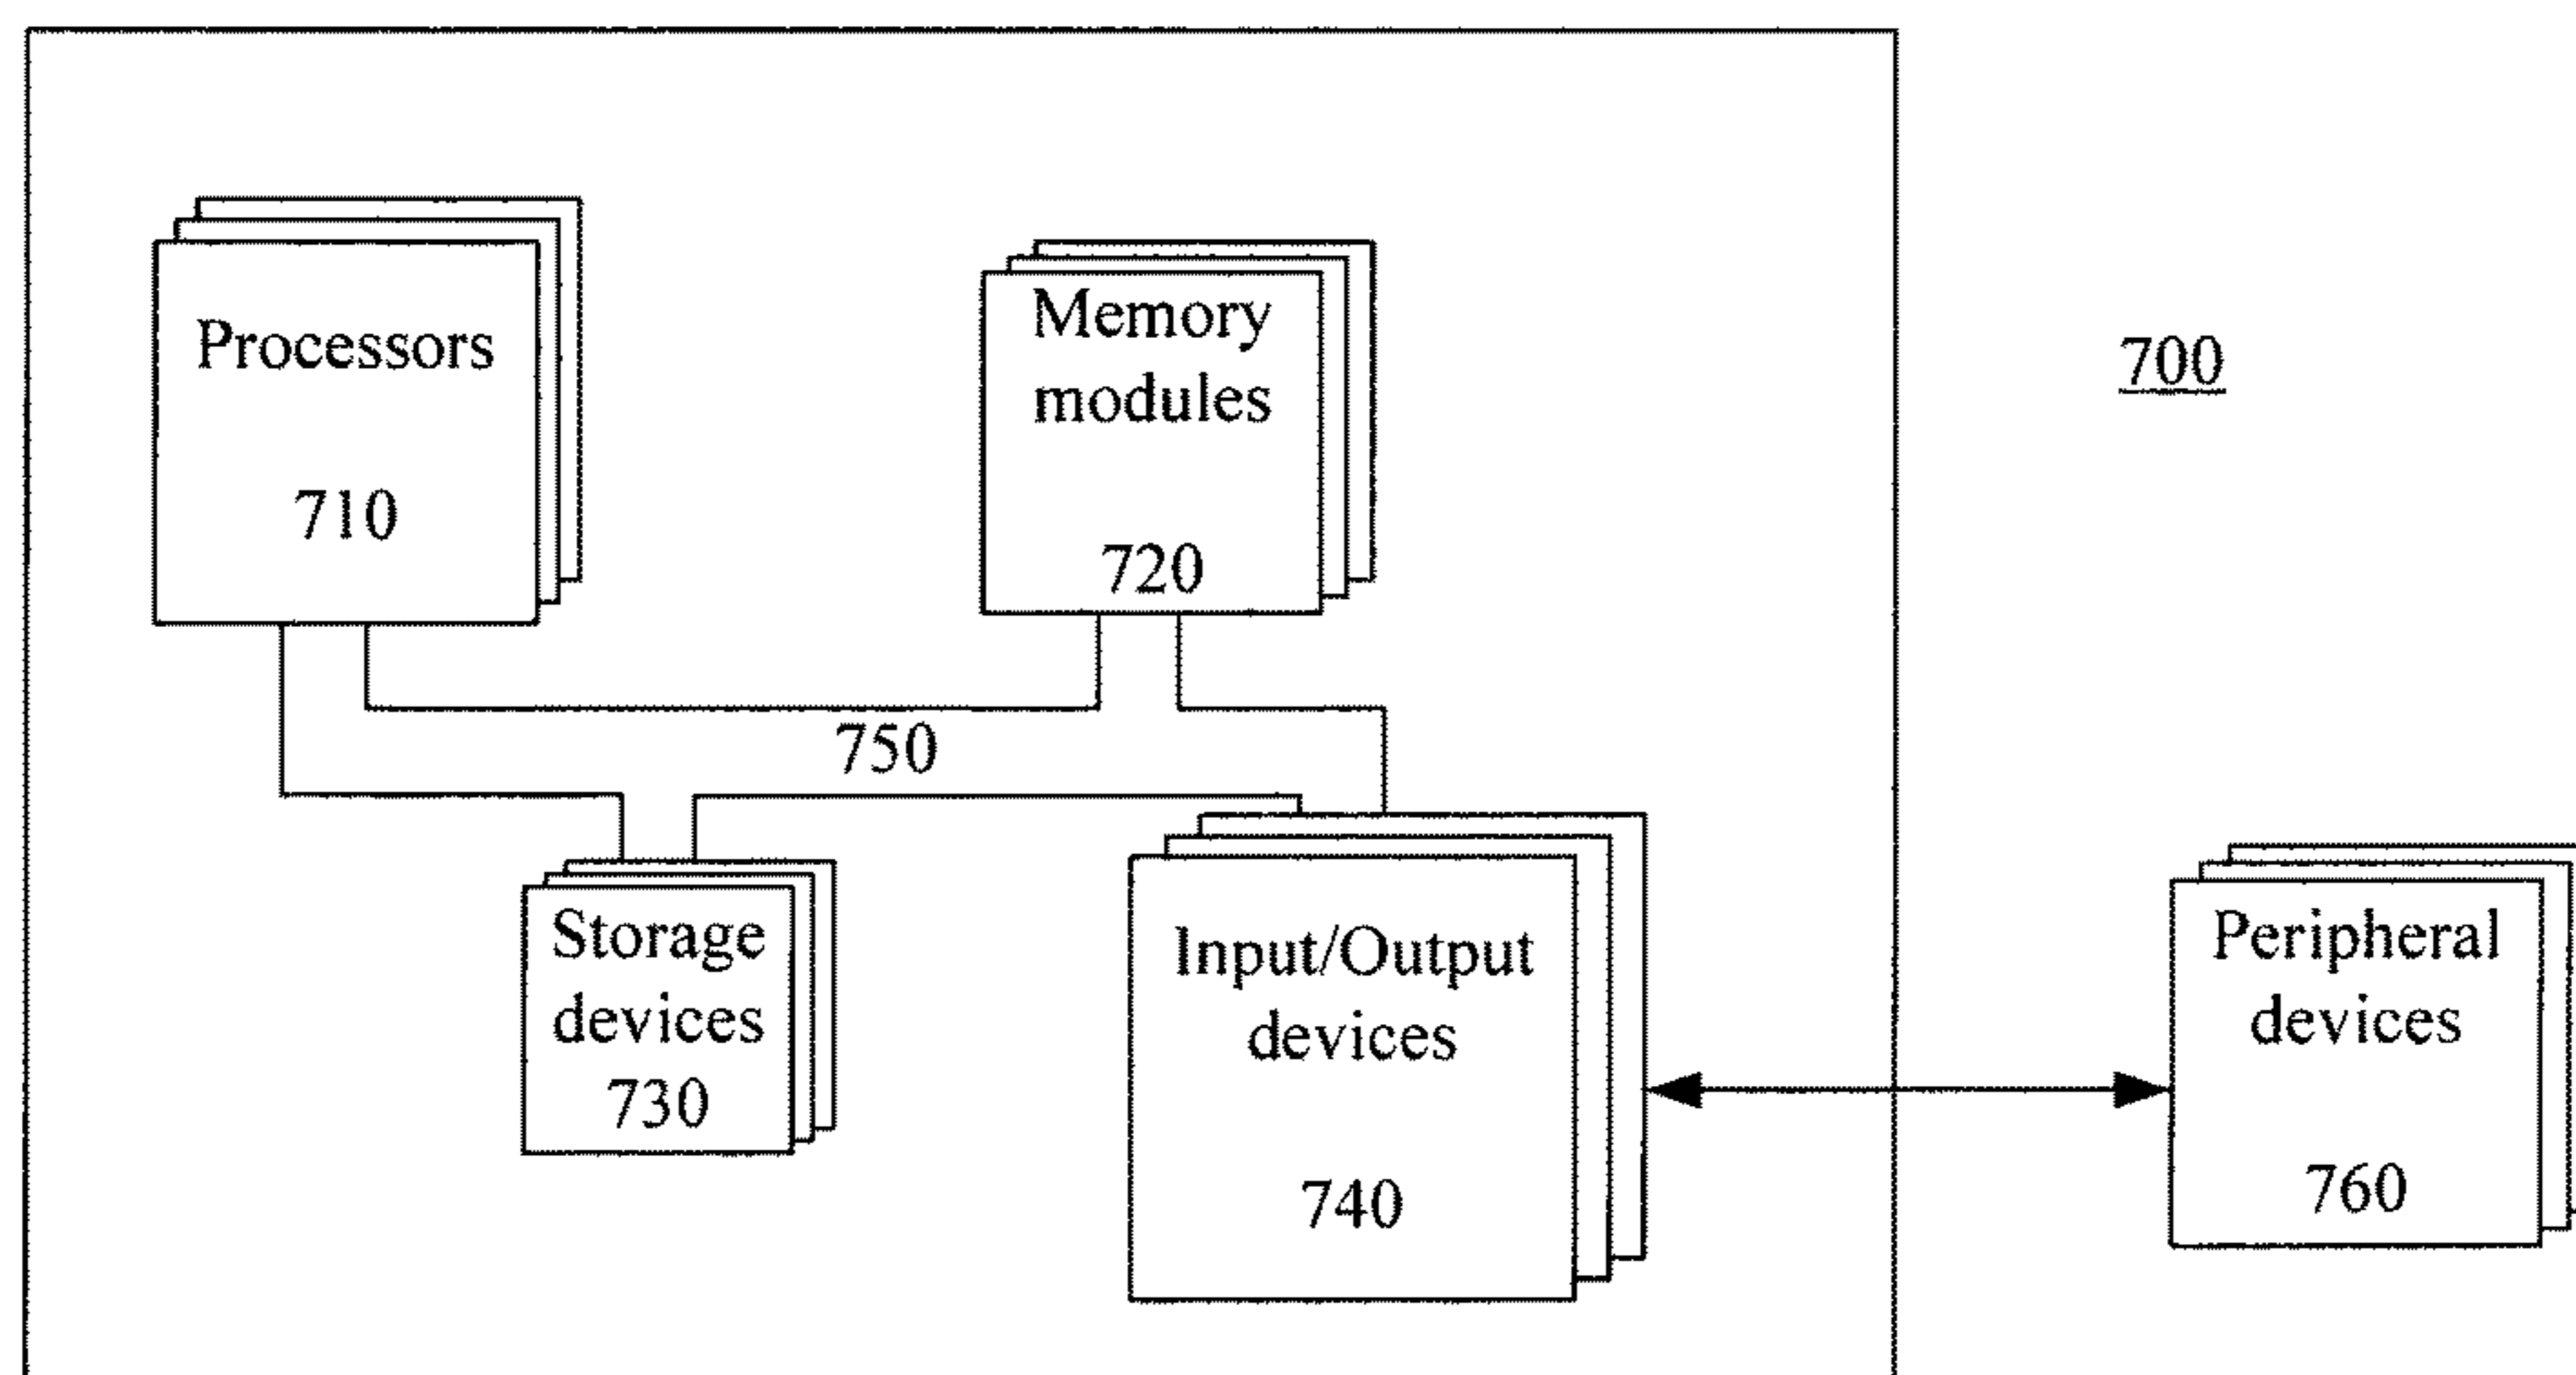 Processors
710
Memory
modules
720
700
750
Storage
devices
730
Input/Output
devices
740
Peripheral
devices
760